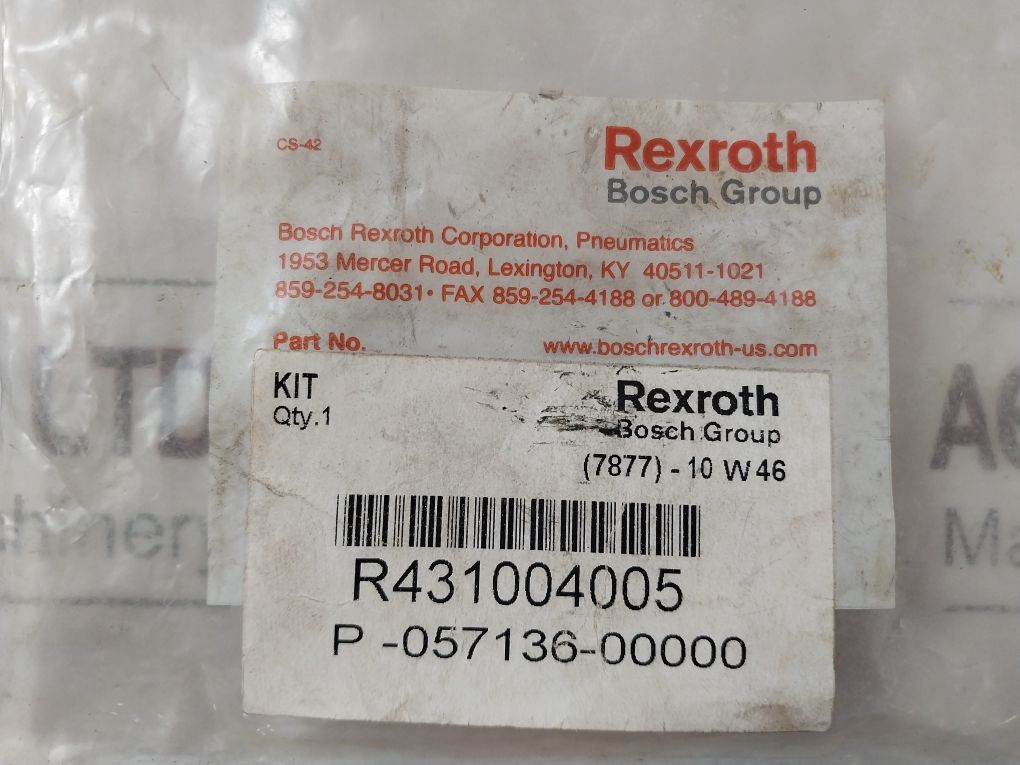 CS-42
Rexroth
Bosch Group
Bosch Rexroth Corporation, Pneumatics
1953 Mercer Road, Lexington, KY 40511-1021
859-254-8031• FAX 859-254-4188 or 800-489-4188
Part No.
www.boschrexroth-us.com
KIT
Qty.1
Rexroth
Bosch Group
(7877) - 10 W 46
R431004005
P -057136-00000
LTD